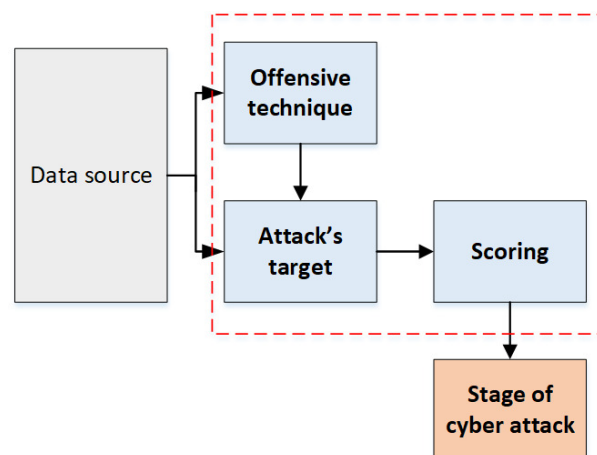 Offensive
technique
Data source
Attack's
target
Scoring
Stage of
cyber attack